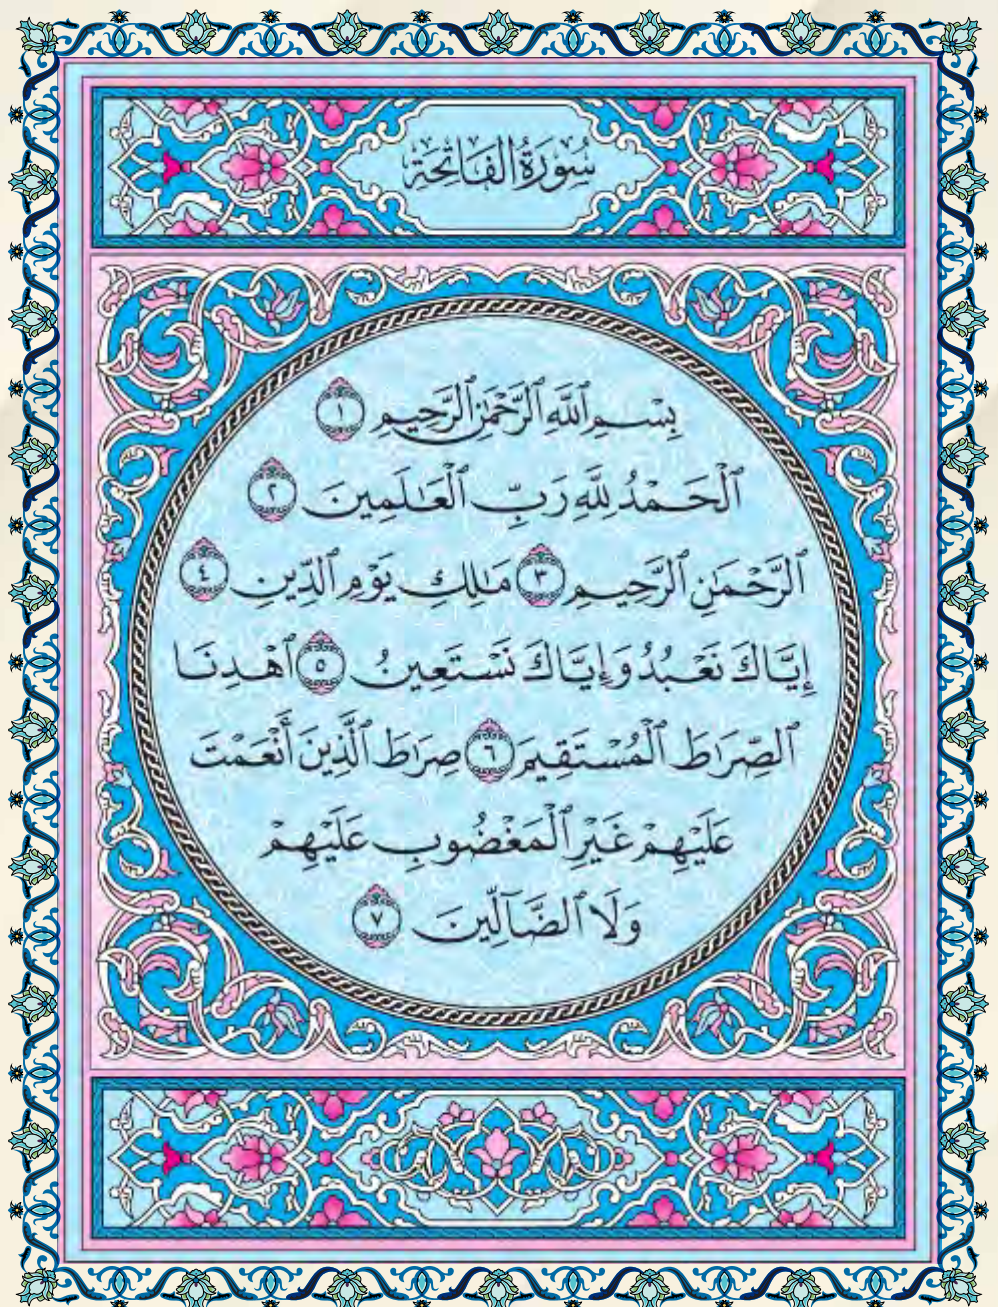 سُورَةُ الْفَاتِحَةِ
بِسْمِ ٱللَّهِ ٱلرَّحْمَٰنِ ٱلرَّحِيمِ ١
ٱلْحَمْدُ لِلَّهِ رَبِّ ٱلْعَٰلَمِينَ ٢
ٱلرَّحْمَٰنِ ٱلرَّحِيمِ ٣ مَٰلِكِ يَوْمِ ٱلدِّينِ ٤
إِيَّاكَ نَعْبُدُ وَإِيَّاكَ نَسْتَعِينُ ٥ ٱهْدِنَا
ٱلصِّرَٰطَ ٱلْمُسْتَقِيمَ ٦ صِرَٰطَ ٱلَّذِينَ أَنْعَمْتَ
عَلَيْهِمْ غَيْرِ ٱلْمَغْضُوبِ عَلَيْهِمْ
وَلَا ٱلضَّآلِّينَ ٧